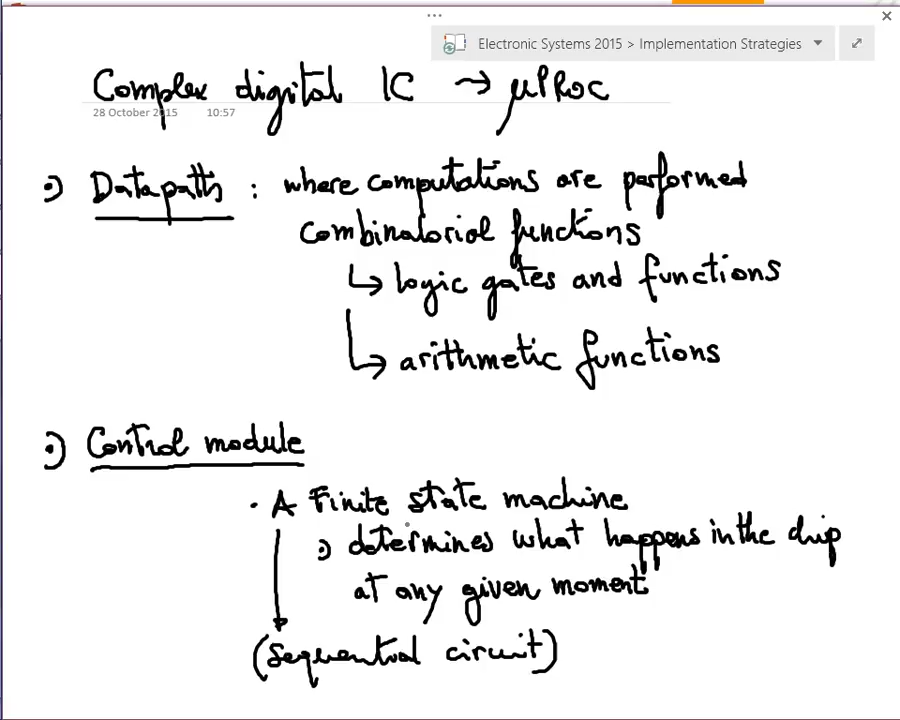 Electronic Systems 2015 > Implementation Strategies
Complex digital IC → μPROC
28 October 2015 10:57
·) Datapaths : where computations are performed
combinatorial functions
↳ logic gates and functions
↳ arithmetic functions
·) Control module
· A Finite state machine
·) determines what happens in the chip
at any given moment
(Sequential circuit)